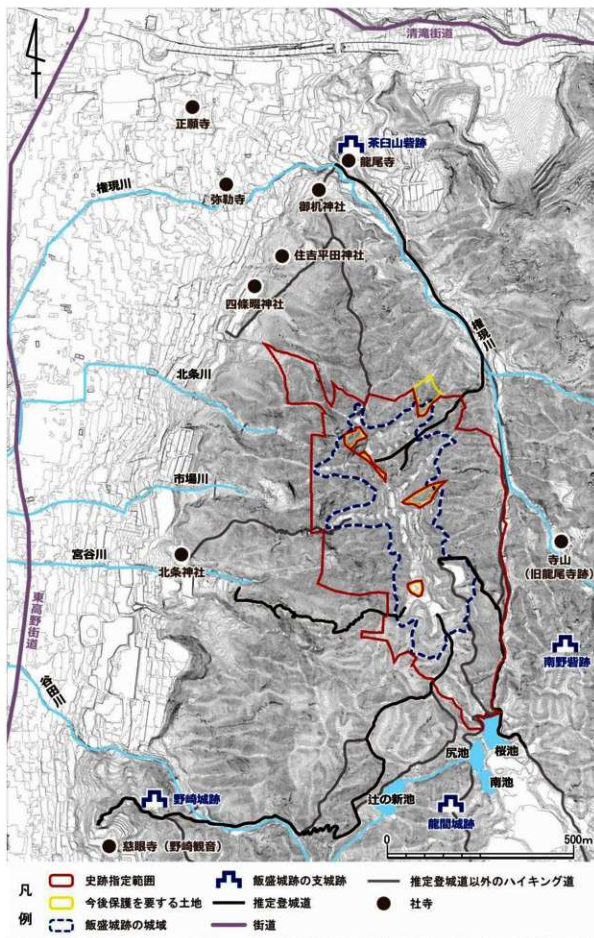 清滝街道
正願寺
茶臼山砦跡
龍尾寺
権現川
弥勒寺
御机神社
住吉平田神社
四條畷神社
権現川
北条川
市場川
宮谷川
北条神社
寺山
(旧龍尾寺跡)
東高野街道
南野砦跡
谷田川
尻池
桜池
野崎城跡
辻の新池
南池
龍間城跡
慈眼寺(野崎観音)
0
500m
凡例
史跡指定範囲
飯盛城跡の支城跡
推定登城道以外のハイキング道
今後保護を要する土地
推定登城道
社寺
飯盛城跡の城域
街道